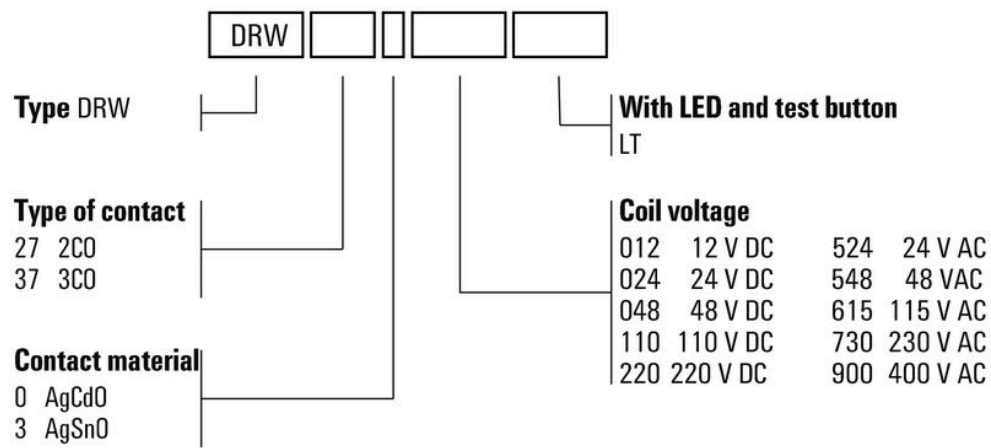 DRW
Type DRW
With LED and test button
LT
Type of contact
27 2CO
37 3CO
Coil voltage
012 12 V DC 524 24 V AC
024 24 V DC 548 48 VAC
048 48 V DC 615 115 V AC
110 110 V DC 730 230 V AC
220 220 V DC 900 400 V AC
Contact material
0 AgCdO
3 AgSnO